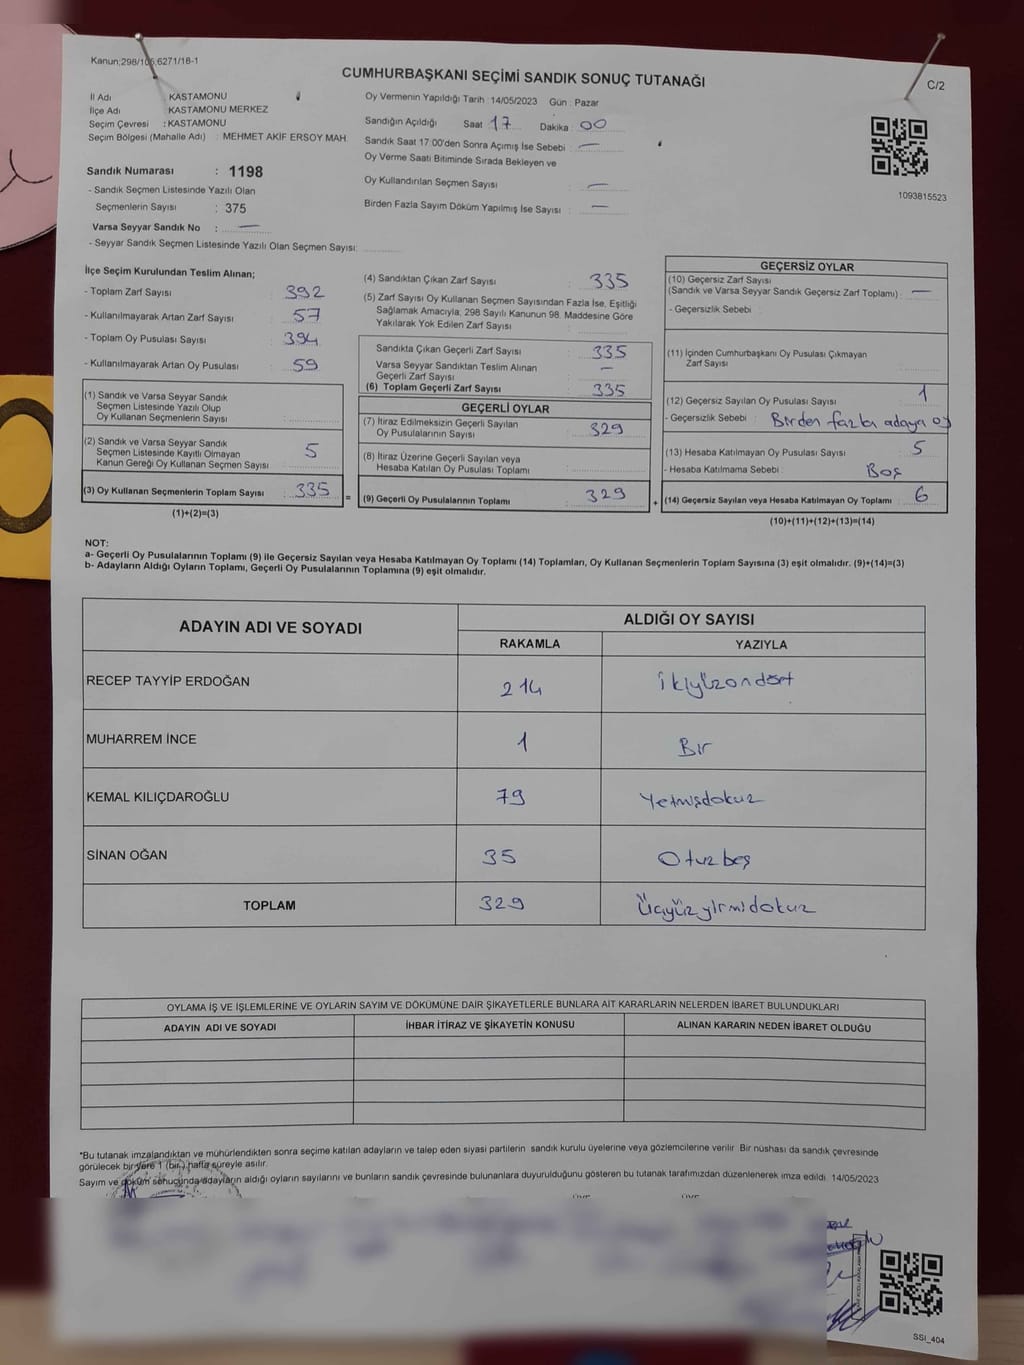 Kanun;298/105,6271/18-1
CUMHURBAŞKANI SEÇİMİ SANDIK SONUÇ TUTANAĞI
C/2
İl Adı KASTAMONU
İlçe Adı KASTAMONU MERKEZ
Seçim Çevresi : KASTAMONU
Seçim Bölgesi (Mahalle Adı) : MEHMET AKİF ERSOY MAH.
Sandık Numarası : 1198
- Sandık Seçmen Listesinde Yazılı Olan
Seçmenlerin Sayısı : 375
Varsa Seyyar Sandık No : —
- Seyyar Sandık Seçmen Listesinde Yazılı Olan Seçmen Sayısı:
Oy Vermenin Yapıldığı Tarih : 14/05/2023 Gün : Pazar
Sandığın Açıldığı Saat 17 Dakika : 00
Sandık Saat 17:00'den Sonra Açımış İse Sebebi : —
Oy Verme Saati Bitiminde Sırada Bekleyen ve
Oy Kullandırılan Seçmen Sayısı : —
Birden Fazla Sayım Döküm Yapılmış İse Sayısı : —
1093815523
İlçe Seçim Kurulundan Teslim Alınan;
- Toplam Zarf Sayısı : 392
- Kullanılmayarak Artan Zarf Sayısı : 57
- Toplam Oy Pusulası Sayısı : 394
- Kullanılmayarak Artan Oy Pusulası : 59
(1) Sandık ve Varsa Seyyar Sandık
Seçmen Listesinde Yazılı Olup
Oy Kullanan Seçmenlerin Sayısı :
(2) Sandık ve Varsa Seyyar Sandık
Seçmen Listesinde Kayıtlı Olmayan
Kanun Gereği Oy Kullanan Seçmen Sayısı : 5
(3) Oy Kullanan Seçmenlerin Toplam Sayısı : 335
(1)+(2)=(3)
(4) Sandıktan Çıkan Zarf Sayısı : 335
(5) Zarf Sayısı Oy Kullanan Seçmen Sayısından Fazla İse, Eşitliği
Sağlamak Amacıyla, 298 Sayılı Kanunun 98. Maddesine Göre
Yakılarak Yok Edilen Zarf Sayısı :
Sandıkta Çıkan Geçerli Zarf Sayısı : 335
Varsa Seyyar Sandıktan Teslim Alınan
Geçerli Zarf Sayısı : —
(6) Toplam Geçerli Zarf Sayısı : 335
GEÇERLİ OYLAR
(7) İtiraz Edilmeksizin Geçerli Sayılan
Oy Pusulalarının Sayısı : 329
(8) İtiraz Üzerine Geçerli Sayılan veya
Hesaba Katılan Oy Pusulası Toplamı :
= (9) Geçerli Oy Pusulalarının Toplamı : 329 +
GEÇERSİZ OYLAR
(10) Geçersiz Zarf Sayısı
(Sandık ve Varsa Seyyar Sandık Geçersiz Zarf Toplamı) : —
- Geçersizlik Sebebi :
(11) İçinden Cumhurbaşkanı Oy Pusulası Çıkmayan
Zarf Sayısı :
(12) Geçersiz Sayılan Oy Pusulası Sayısı : 1
- Geçersizlik Sebebi : Birden fazla adaya oy
(13) Hesaba Katılmayan Oy Pusulası Sayısı : 5
- Hesaba Katılmama Sebebi : Boş
(14) Geçersiz Sayılan veya Hesaba Katılmayan Oy Toplamı : 6
(10)+(11)+(12)+(13)=(14)
NOT:
a- Geçerli Oy Pusulalarının Toplamı (9) ile Geçersiz Sayılan veya Hesaba Katılmayan Oy Toplamı (14) Toplamları, Oy Kullanan Seçmenlerin Toplam Sayısına (3) eşit olmalıdır. (9)+(14)=(3)
b- Adayların Aldığı Oyların Toplamı, Geçerli Oy Pusulalarının Toplamına (9) eşit olmalıdır.
ADAYIN ADI VE SOYADI ALDIĞI OY SAYISI
RAKAMLA YAZIYLA
RECEP TAYYİP ERDOĞAN 214 ikiyüzondört
MUHARREM İNCE 1 Bir
KEMAL KILIÇDAROĞLU 79 Yetmişdokuz
SİNAN OĞAN 35 Otuzbeş
TOPLAM 329 Üçyüzyirmidokuz
OYLAMA İŞ VE İŞLEMLERİNE VE OYLARIN SAYIM VE DÖKÜMÜNE DAİR ŞİKAYETLERLE BUNLARA AİT KARARLARIN NELERDEN İBARET BULUNDUKLARI
ADAYIN ADI VE SOYADI İHBAR İTİRAZ VE ŞİKAYETİN KONUSU ALINAN KARARIN NEDEN İBARET OLDUĞU
*Bu tutanak imzalandıktan ve mühürlendikten sonra seçime katılan adayların ve talep eden siyasi partilerin sandık kurulu üyelerine veya gözlemcilerine verilir. Bir nüshası da sandık çevresinde
görülecek bir yere 1 (bir) hafta süreyle asılır.
Sayım ve döküm sonucunda adayların aldığı oyların sayılarını ve bunların sandık çevresinde bulunanlara duyurulduğunu gösteren bu tutanak tarafımızdan düzenlenerek imza edildi. 14/05/2023
SSI_404